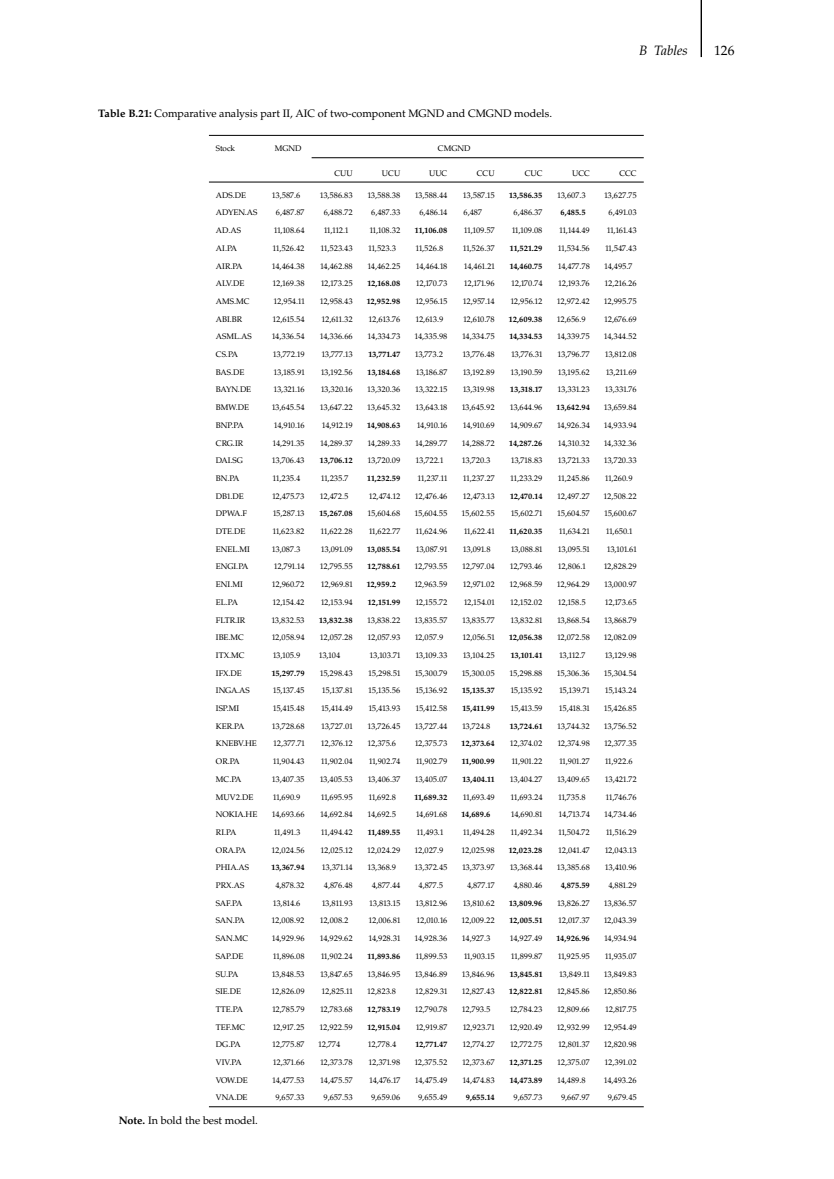 B Tables 126
Table B.21: Comparative analysis part II, AIC of two-component MGND and CMGND models.
Stock MGND CMGND
CUU UCU UUC CCU CUC UCC CCC
ADS.DE 13,587.6 13,586.83 13,588.38 13,588.44 13,587.15 13,586.35 13,607.3 13,627.75
ADYEN.AS 6,487.87 6,488.72 6,487.33 6,486.14 6,487 6,486.37 6,485.5 6,491.03
AD.AS 11,108.64 11,112.1 11,108.32 11,106.08 11,109.57 11,109.08 11,144.49 11,161.43
AI.PA 11,526.42 11,523.43 11,523.3 11,526.8 11,526.37 11,521.29 11,534.56 11,547.43
AIR.PA 14,464.38 14,462.88 14,462.25 14,464.18 14,461.21 14,460.75 14,477.78 14,495.7
ALV.DE 12,169.38 12,173.25 12,168.08 12,170.73 12,171.96 12,170.74 12,193.76 12,216.26
AMS.MC 12,954.11 12,958.43 12,952.98 12,956.15 12,957.14 12,956.12 12,972.42 12,995.75
ABI.BR 12,615.54 12,611.32 12,613.76 12,613.9 12,610.78 12,609.38 12,656.9 12,676.69
ASML.AS 14,336.54 14,336.66 14,334.73 14,335.98 14,334.75 14,334.53 14,339.75 14,344.52
CS.PA 13,772.19 13,777.13 13,771.47 13,773.2 13,776.48 13,776.31 13,796.77 13,812.08
BAS.DE 13,185.91 13,192.56 13,184.68 13,186.87 13,192.89 13,190.59 13,195.62 13,211.69
BAYN.DE 13,321.16 13,320.16 13,320.36 13,322.15 13,319.98 13,318.17 13,331.23 13,331.76
BMW.DE 13,645.54 13,647.22 13,645.32 13,643.18 13,645.92 13,644.96 13,642.94 13,659.84
BNP.PA 14,910.16 14,912.19 14,908.63 14,910.16 14,910.69 14,909.67 14,926.34 14,933.94
CRG.IR 14,291.35 14,289.37 14,289.33 14,289.77 14,288.72 14,287.26 14,310.32 14,332.36
DAI.SG 13,706.43 13,706.12 13,720.09 13,722.1 13,720.3 13,718.83 13,721.33 13,720.33
BN.PA 11,235.4 11,235.7 11,232.59 11,237.11 11,237.27 11,233.29 11,245.86 11,260.9
DB1.DE 12,475.73 12,472.5 12,474.12 12,476.46 12,473.13 12,470.14 12,497.27 12,508.22
DPWA.F 15,287.13 15,267.08 15,604.68 15,604.55 15,602.55 15,602.71 15,604.57 15,600.67
DTE.DE 11,623.82 11,622.28 11,622.77 11,624.96 11,622.41 11,620.35 11,634.21 11,650.1
ENEL.MI 13,087.3 13,091.09 13,085.54 13,087.91 13,091.8 13,088.81 13,095.51 13,101.61
ENGI.PA 12,791.14 12,795.55 12,788.61 12,793.55 12,797.04 12,793.46 12,806.1 12,828.29
ENI.MI 12,960.72 12,969.81 12,959.2 12,963.59 12,971.02 12,968.59 12,964.29 13,000.97
EL.PA 12,154.42 12,153.94 12,151.99 12,155.72 12,154.01 12,152.02 12,158.5 12,173.65
FLTR.IR 13,832.53 13,832.38 13,838.22 13,835.57 13,835.77 13,832.81 13,868.54 13,868.79
IBE.MC 12,058.94 12,057.28 12,057.93 12,057.9 12,056.51 12,056.38 12,072.58 12,082.09
ITX.MC 13,105.9 13,104 13,103.71 13,109.33 13,104.25 13,101.41 13,112.7 13,129.98
IFX.DE 15,297.79 15,298.43 15,298.51 15,300.79 15,300.05 15,298.88 15,306.36 15,304.54
INGA.AS 15,137.45 15,137.81 15,135.56 15,136.92 15,135.37 15,135.92 15,139.71 15,143.24
ISP.MI 15,415.48 15,414.49 15,413.93 15,412.58 15,411.99 15,413.59 15,418.31 15,426.85
KER.PA 13,728.68 13,727.01 13,726.45 13,727.44 13,724.8 13,724.61 13,744.32 13,756.52
KNEBV.HE 12,377.71 12,376.12 12,375.6 12,375.73 12,373.64 12,374.02 12,374.98 12,377.35
OR.PA 11,904.43 11,902.04 11,902.74 11,902.79 11,900.99 11,901.22 11,901.27 11,922.6
MC.PA 13,407.35 13,405.53 13,406.37 13,405.07 13,404.11 13,404.27 13,409.65 13,421.72
MUV2.DE 11,690.9 11,695.95 11,692.8 11,689.32 11,693.49 11,693.24 11,735.8 11,746.76
NOKIA.HE 14,693.66 14,692.84 14,692.5 14,691.68 14,689.6 14,690.81 14,713.74 14,734.46
RI.PA 11,491.3 11,494.42 11,489.55 11,493.1 11,494.28 11,492.34 11,504.72 11,516.29
ORA.PA 12,024.56 12,025.12 12,024.29 12,027.9 12,025.98 12,023.28 12,041.47 12,043.13
PHIA.AS 13,367.94 13,371.14 13,368.9 13,372.45 13,373.97 13,368.44 13,385.68 13,410.96
PRX.AS 4,878.32 4,876.48 4,877.44 4,877.5 4,877.17 4,880.46 4,875.59 4,881.29
SAF.PA 13,814.6 13,811.93 13,813.15 13,812.96 13,810.62 13,809.96 13,826.27 13,836.57
SAN.PA 12,008.92 12,008.2 12,006.81 12,010.16 12,009.22 12,005.51 12,017.37 12,043.39
SAN.MC 14,929.96 14,929.62 14,928.31 14,928.36 14,927.3 14,927.49 14,926.96 14,934.94
SAP.DE 11,896.08 11,902.24 11,893.86 11,899.53 11,903.15 11,899.87 11,925.95 11,935.07
SU.PA 13,848.53 13,847.65 13,846.95 13,846.89 13,846.96 13,845.81 13,849.11 13,849.83
SIE.DE 12,826.09 12,825.11 12,823.8 12,829.31 12,827.43 12,822.81 12,845.86 12,850.86
TTE.PA 12,785.79 12,783.68 12,783.19 12,790.78 12,793.5 12,784.23 12,809.66 12,817.75
TEF.MC 12,917.25 12,922.59 12,915.04 12,919.87 12,923.71 12,920.49 12,932.99 12,954.49
DG.PA 12,775.87 12,774 12,778.4 12,771.47 12,774.27 12,772.75 12,801.37 12,820.98
VIV.PA 12,371.66 12,373.78 12,371.98 12,375.52 12,373.67 12,371.25 12,375.07 12,391.02
VOW.DE 14,477.53 14,475.57 14,476.17 14,475.49 14,474.83 14,473.89 14,489.8 14,493.26
VNA.DE 9,657.33 9,657.53 9,659.06 9,655.49 9,655.14 9,657.73 9,667.97 9,679.45
Note. In bold the best model.